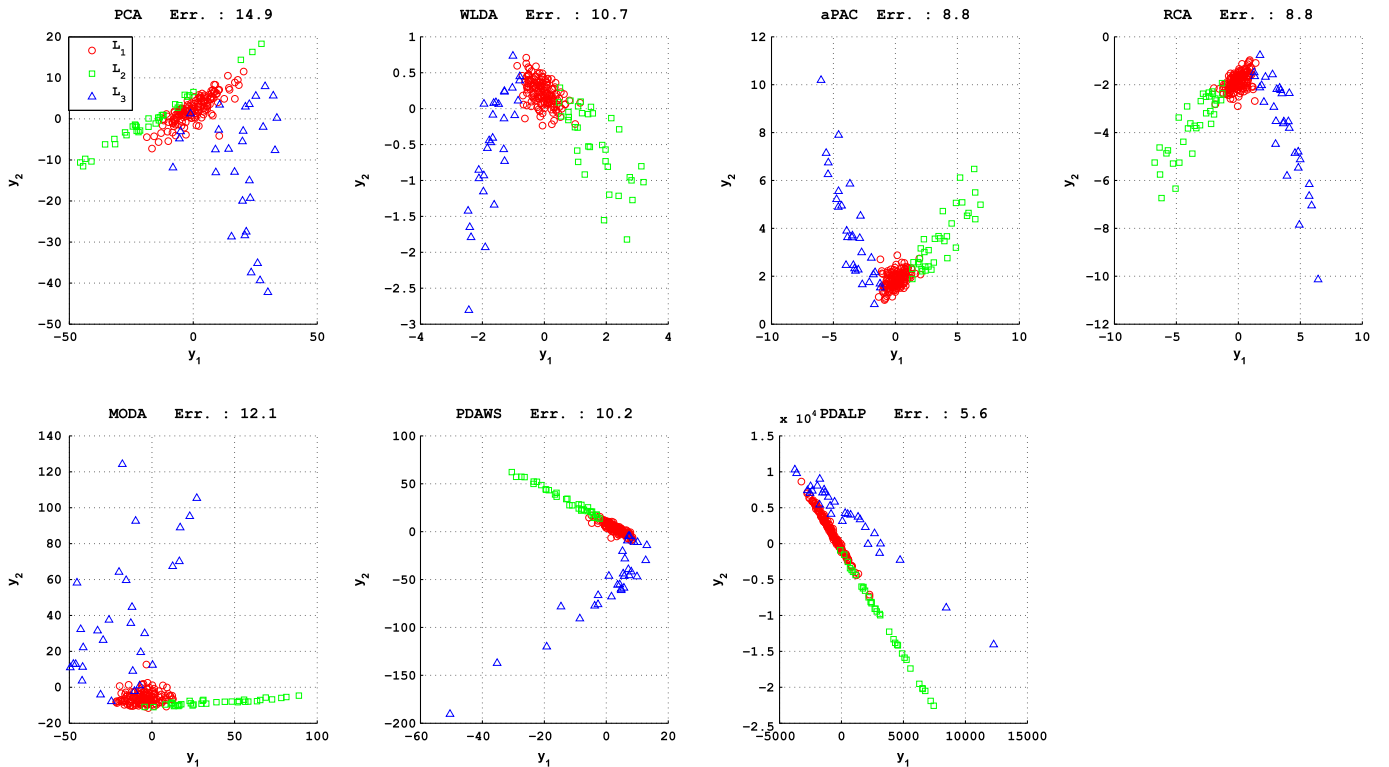 PCA Err. : 14.9
20
10
0
−10
−20
−30
−40
−50
−50 0 50
y1
y2
L1
L2
L3
WLDA Err. : 10.7
1
0.5
0
−0.5
−1
−1.5
−2
−2.5
−3
−4 −2 0 2 4
y1
y2
aPAC Err. : 8.8
12
10
8
6
4
2
0
−10 −5 0 5 10
y1
y2
RCA Err. : 8.8
0
−2
−4
−6
−8
−10
−12
−10 −5 0 5 10
y1
y2
MODA Err. : 12.1
140
120
100
80
60
40
20
0
−20
−50 0 50 100
y1
y2
PDAWS Err. : 10.2
100
50
0
−50
−100
−150
−200
−60 −40 −20 0 20
y1
y2
x 10^4 PDALP Err. : 5.6
1.5
1
0.5
0
−0.5
−1
−1.5
−2
−2.5
−5000 0 5000 10000 15000
y1
y2